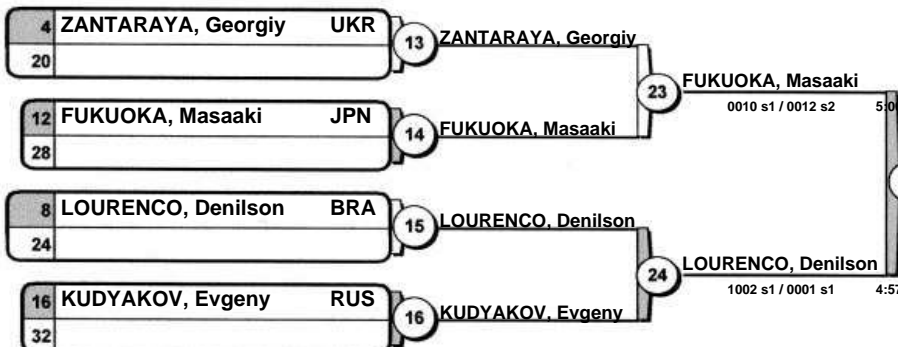 4 ZANTARAYA, Georgiy UKR
20
13
ZANTARAYA, Georgiy
12 FUKUOKA, Masaaki JPN
28
14
FUKUOKA, Masaaki
23
FUKUOKA, Masaaki
0010 s1 / 0012 s2
8 LOURENCO, Denilson BRA
24
15
LOURENCO, Denilson
16 KUDYAKOV, Evgeny RUS
32
16
KUDYAKOV, Evgeny
24
LOURENCO, Denilson
1002 s1 / 0001 s1 4:57